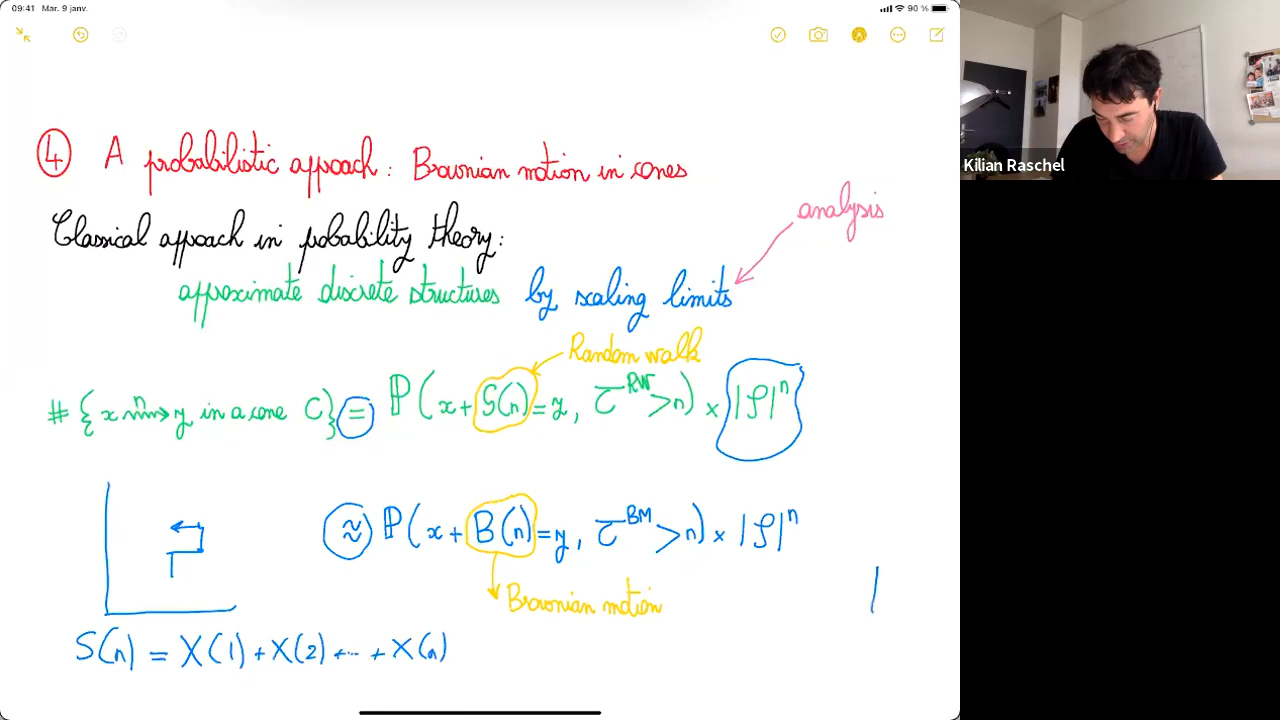 09:41 Mar. 9 janv.
90 %
④ A probabilistic approach: Brownian motion in cones
analysis
Classical approach in probability theory:
approximate discrete structures by scaling limits
Random walk
# { x ⁿ⇝ y in a cone C } = ℙ( x + S(n) = y, τ^RW > n ) × |𝒮|ⁿ
≈ ℙ( x + B(n) = y, τ^BM > n ) × |𝒮|ⁿ
Brownian motion
S(n) = X(1) + X(2) + ⋯ + X(n)
Kilian Raschel